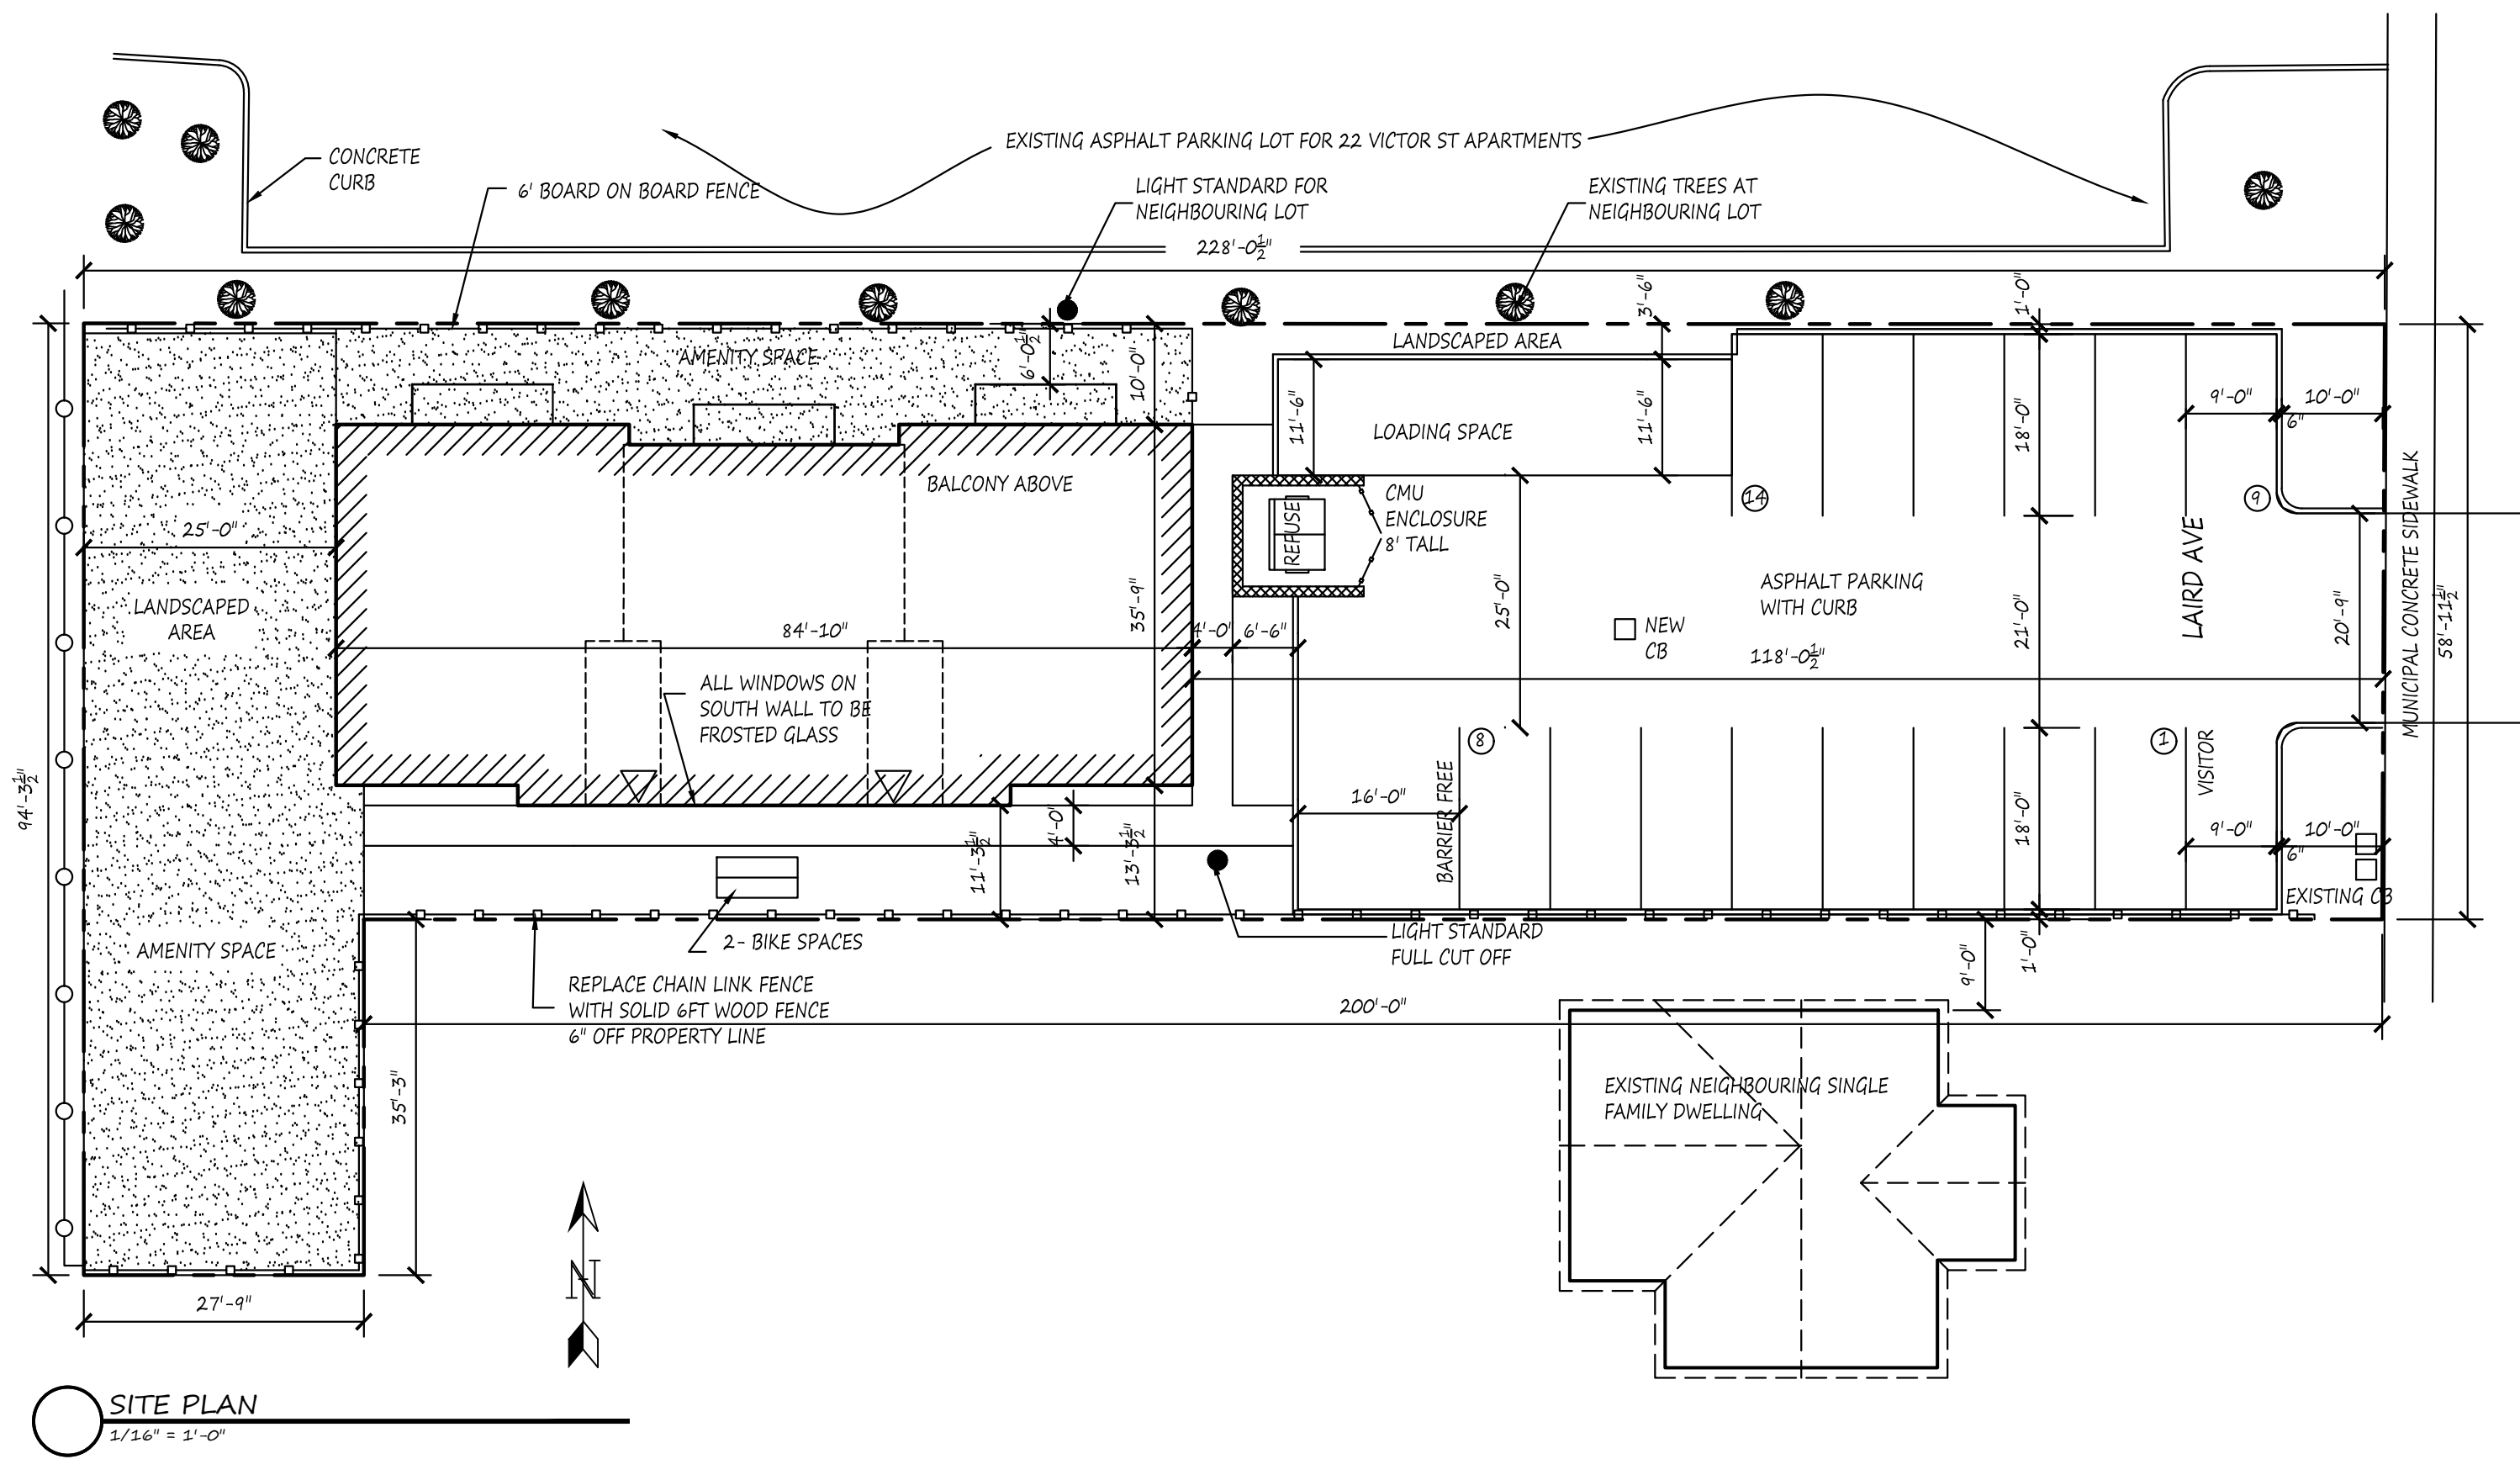 EXISTING ASPHALT PARKING LOT FOR 22 VICTOR ST APARTMENTS
CONCRETE
CURB
6' BOARD ON BOARD FENCE
LIGHT STANDARD FOR
NEIGHBOURING LOT
EXISTING TREES AT
NEIGHBOURING LOT
228'-0½"
3'-6"
1'-0"
LANDSCAPED AREA
AMENITY SPACE
6'-0½"
10'-0"
11'-6"
LOADING SPACE
11'-6"
18'-0"
9'-0"
6"
10'-0"
BALCONY ABOVE
CMU
ENCLOSURE
8' TALL
REFUSE
14
9
25'-0"
LANDSCAPED
AREA
84'-10"
35'-9"
4'-0"
6'-6"
25'-0"
NEW
CB
ASPHALT PARKING
WITH CURB
118'-0½"
21'-0"
LAIRD AVE
20'-9"
MUNICIPAL CONCRETE SIDEWALK
58'-11½"
ALL WINDOWS ON
SOUTH WALL TO BE
FROSTED GLASS
8
1
VISITOR
94'-3½"
11'-3½"
4'-0"
13'-3½"
16'-0"
BARRIER FREE
18'-0"
9'-0"
6"
10'-0"
EXISTING CB
AMENITY SPACE
2- BIKE SPACES
LIGHT STANDARD
FULL CUT OFF
9'-0"
1'-0"
REPLACE CHAIN LINK FENCE
WITH SOLID 6FT WOOD FENCE
6" OFF PROPERTY LINE
200'-0"
35'-3"
EXISTING NEIGHBOURING SINGLE
FAMILY DWELLING
27'-9"
N
SITE PLAN
1/16" = 1'-0"